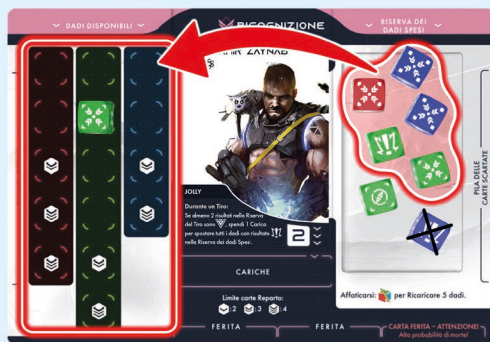 DADI DISPONIBILI
RICOGNIZIONE
RISERVA DEI
DADI SPESI
ZAYNAB
JOLLY
Durante un Tiro:
Se almeno 2 risultati nella Riserva
del Tiro sono , spendi 1 Carica
per spostare tutti i dadi con risultato
nella Riserva dei dadi Spesi.
2
CARICHE
Limite carte Reparto:
:2 :3 :4
FERITA
FERITA
Affaticarsi: per Ricaricare 5 dadi.
CARTA FERITA – ATTENZIONE!
Alta probabilità di morte!
PILA DELLE
CARTE SCARTATE